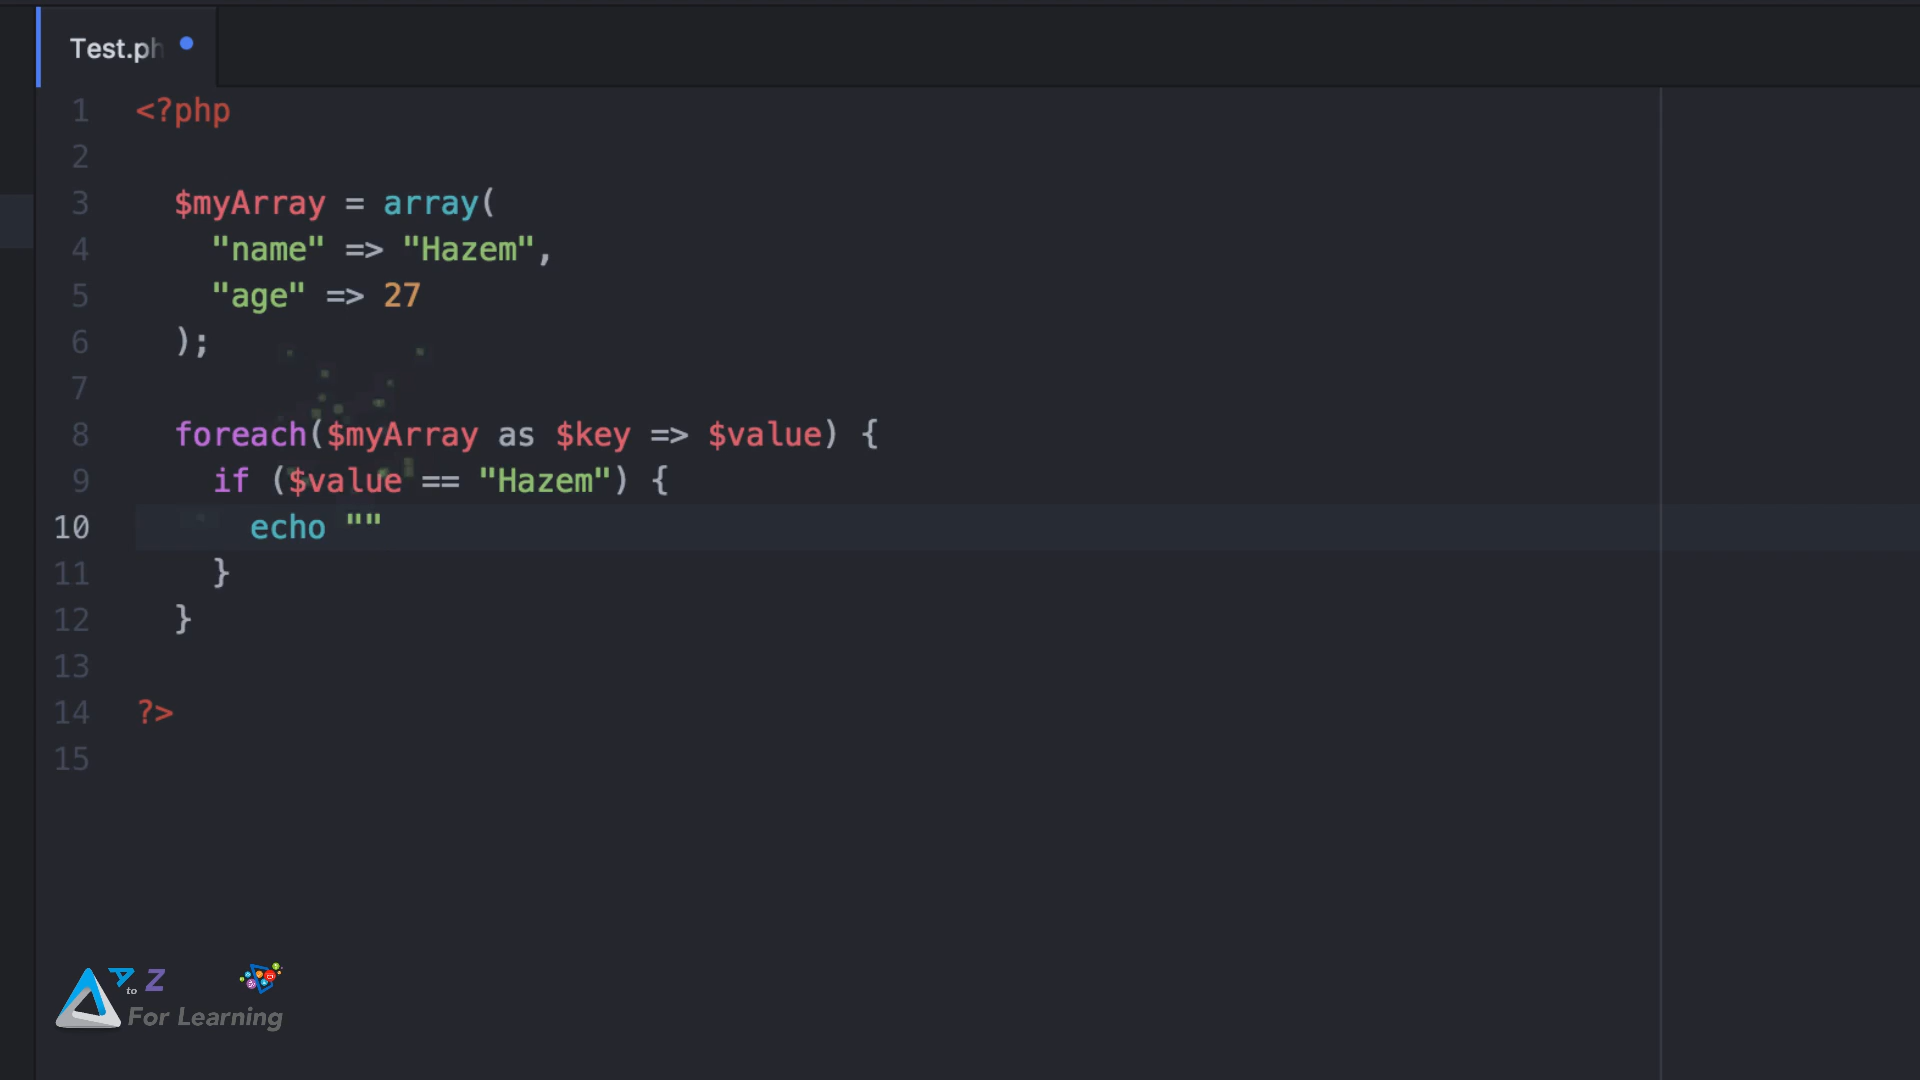 Test.ph
1 <?php
2
3 $myArray = array(
4 "name" => "Hazem",
5 "age" => 27
6 );
7
8 foreach($myArray as $key => $value) {
9 if ($value == "Hazem") {
10 echo ""
11 }
12 }
13
14 ?>
15
A to Z
For Learning